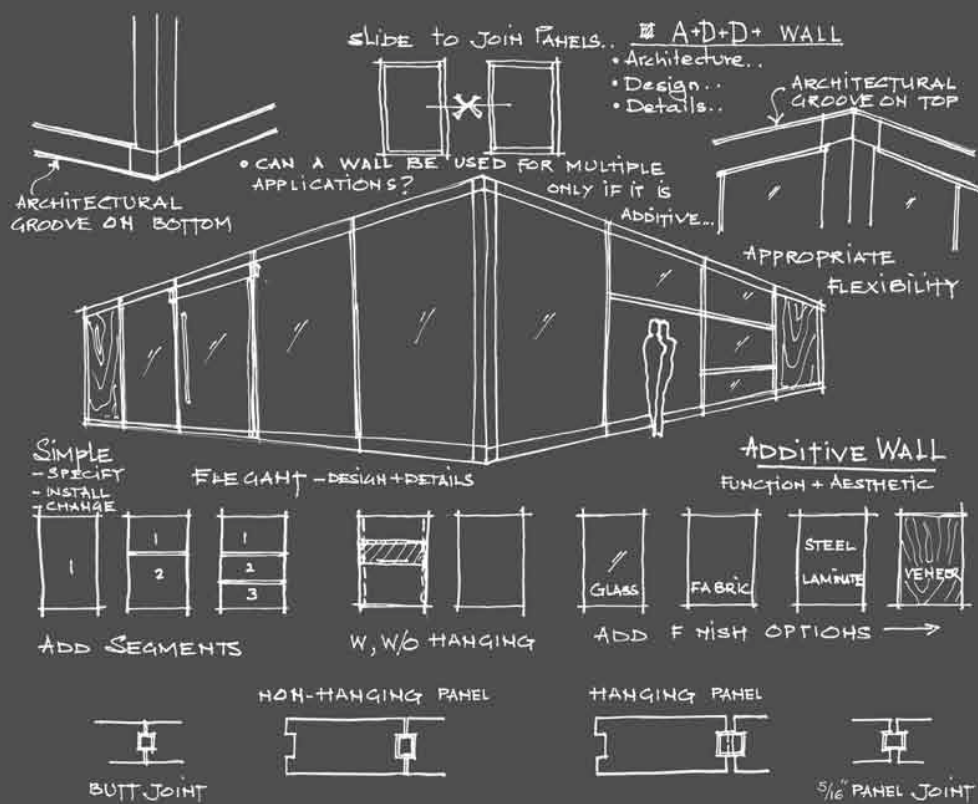 SLIDE TO JOIN PANELS..
A+D+D+ WALL
• Architecture..
• Design..
• Details..
ARCHITECTURAL
GROOVE ON TOP
• CAN A WALL BE USED FOR MULTIPLE
APPLICATIONS?
ONLY IF IT IS
ADDITIVE...
ARCHITECTURAL
GROOVE ON BOTTOM
APPROPRIATE
FLEXIBILITY
SIMPLE
- SPECIFY
- INSTALL
- CHANGE
ELEGANT - DESIGN + DETAILS
ADDITIVE WALL
FUNCTION + AESTHETIC
1
1
2
1
2
3
GLASS
FABRIC
STEEL
LAMINATE
VENEER
ADD SEGMENTS
W, W/O HANGING
ADD F NISH OPTIONS
NON-HANGING PANEL
HANGING PANEL
BUTT JOINT
5/16" PANEL JOINT